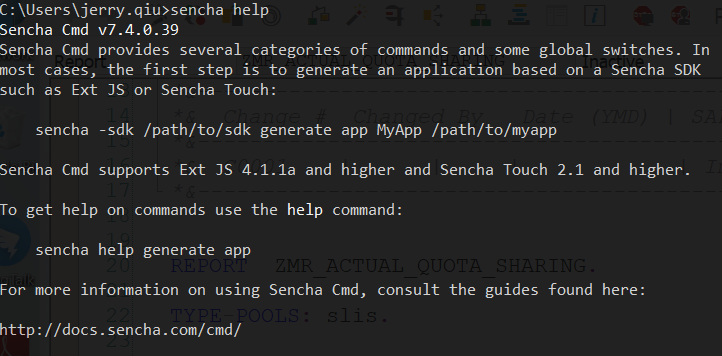 C:\Users\jerry.qiu>sencha help
Sencha Cmd v7.4.0.39
Sencha Cmd provides several categories of commands and some global switches. In
most cases, the first step is to generate an application based on a Sencha SDK
such as Ext JS or Sencha Touch:
sencha -sdk /path/to/sdk generate app MyApp /path/to/myapp
Sencha Cmd supports Ext JS 4.1.1a and higher and Sencha Touch 2.1 and higher.
To get help on commands use the help command:
sencha help generate app
REPORT ZMR_ACTUAL_QUOTA_SHARING.
For more information on using Sencha Cmd, consult the guides found here:
TYPE-POOLS: slis.
http://docs.sencha.com/cmd/